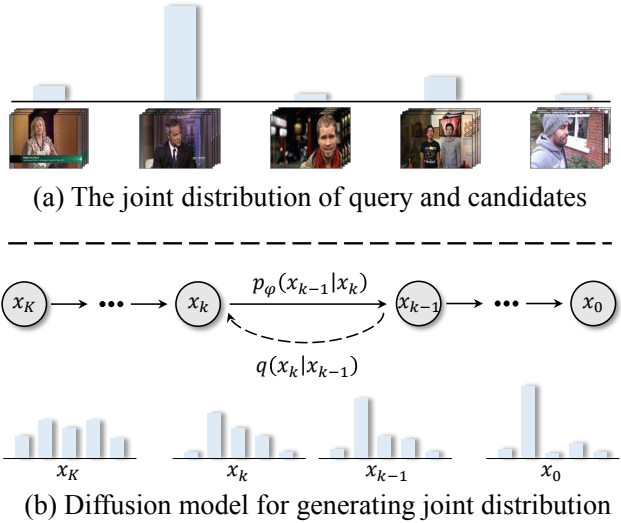 (a) The joint distribution of query and candidates
x_K
x_k
p_φ(x_{k-1}|x_k)
x_{k-1}
x_0
q(x_k|x_{k-1})
x_K
x_k
x_{k-1}
x_0
(b) Diffusion model for generating joint distribution